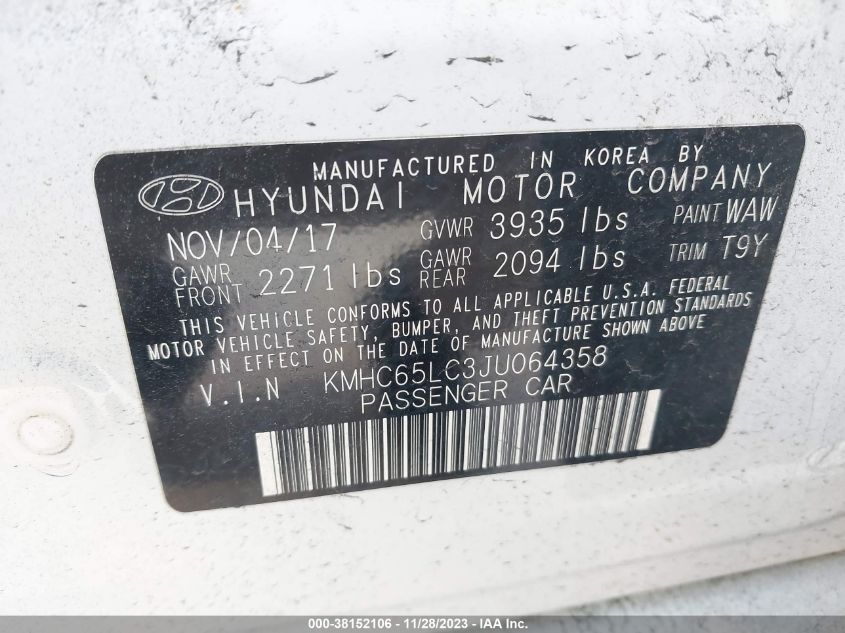 MANUFACTURED IN KOREA BY
HYUNDAI MOTOR COMPANY
NOV/04/17 GVWR 3935 lbs PAINT WAW
GAWR FRONT 2271 lbs GAWR REAR 2094 lbs TRIM T9Y
THIS VEHICLE CONFORMS TO ALL APPLICABLE U.S.A. FEDERAL
MOTOR VEHICLE SAFETY, BUMPER, AND THEFT PREVENTION STANDARDS
IN EFFECT ON THE DATE OF MANUFACTURE SHOWN ABOVE
V.I.N KMHC65LC3JU064358
PASSENGER CAR
000-38152106 - 11/28/2023 - IAA Inc.